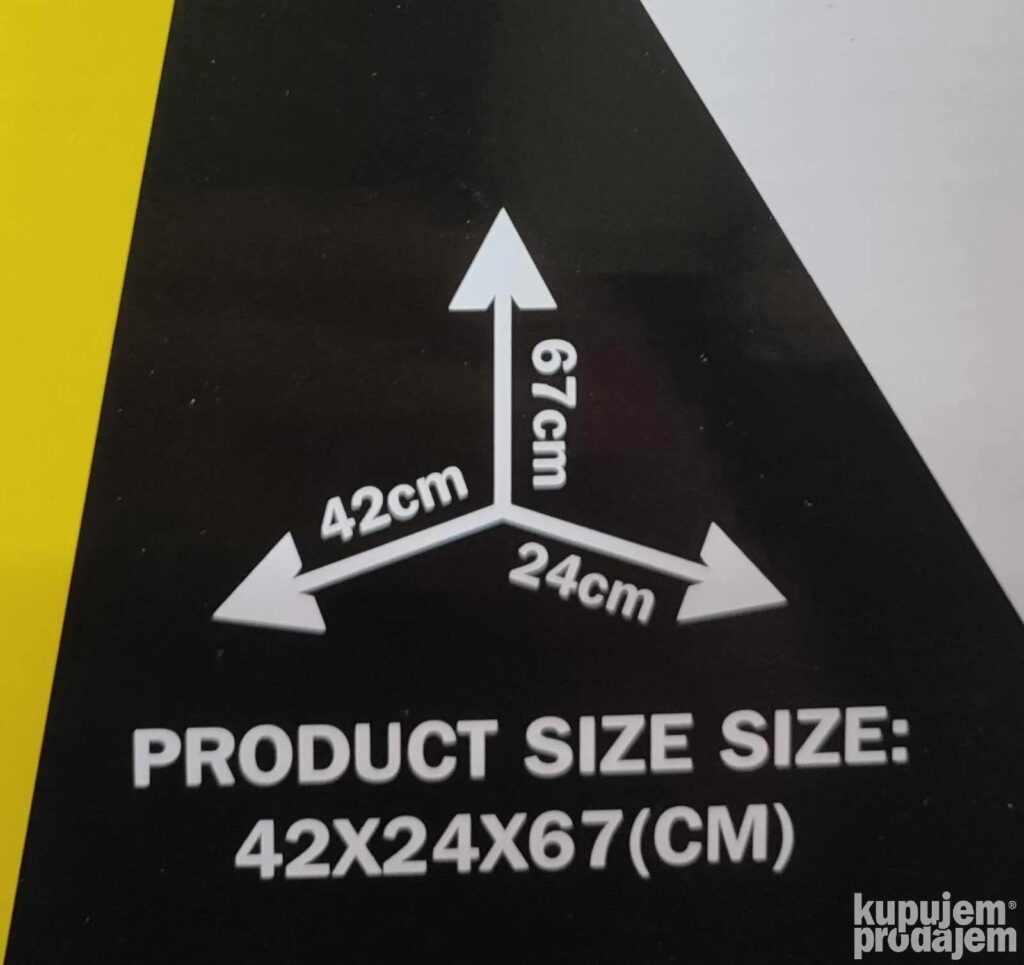 67cm
42cm
24cm
PRODUCT SIZE SIZE:
42X24X67(CM)
kupujem®
prodajem